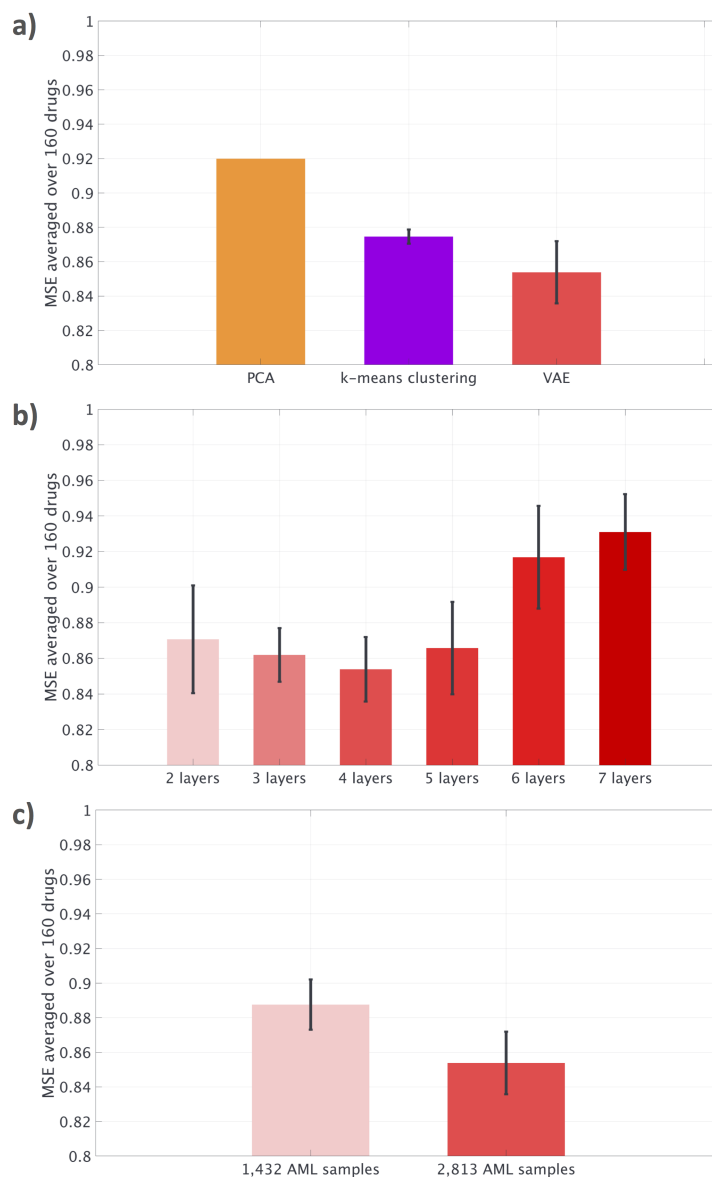 a)
MSE averaged over 160 drugs
1
0.98
0.96
0.94
0.92
0.9
0.88
0.86
0.84
0.82
0.8
PCA
k-means clustering
VAE
b)
MSE averaged over 160 drugs
1
0.98
0.96
0.94
0.92
0.9
0.88
0.86
0.84
0.82
0.8
2 layers
3 layers
4 layers
5 layers
6 layers
7 layers
c)
MSE averaged over 160 drugs
1
0.98
0.96
0.94
0.92
0.9
0.88
0.86
0.84
0.82
0.8
1,432 AML samples
2,813 AML samples